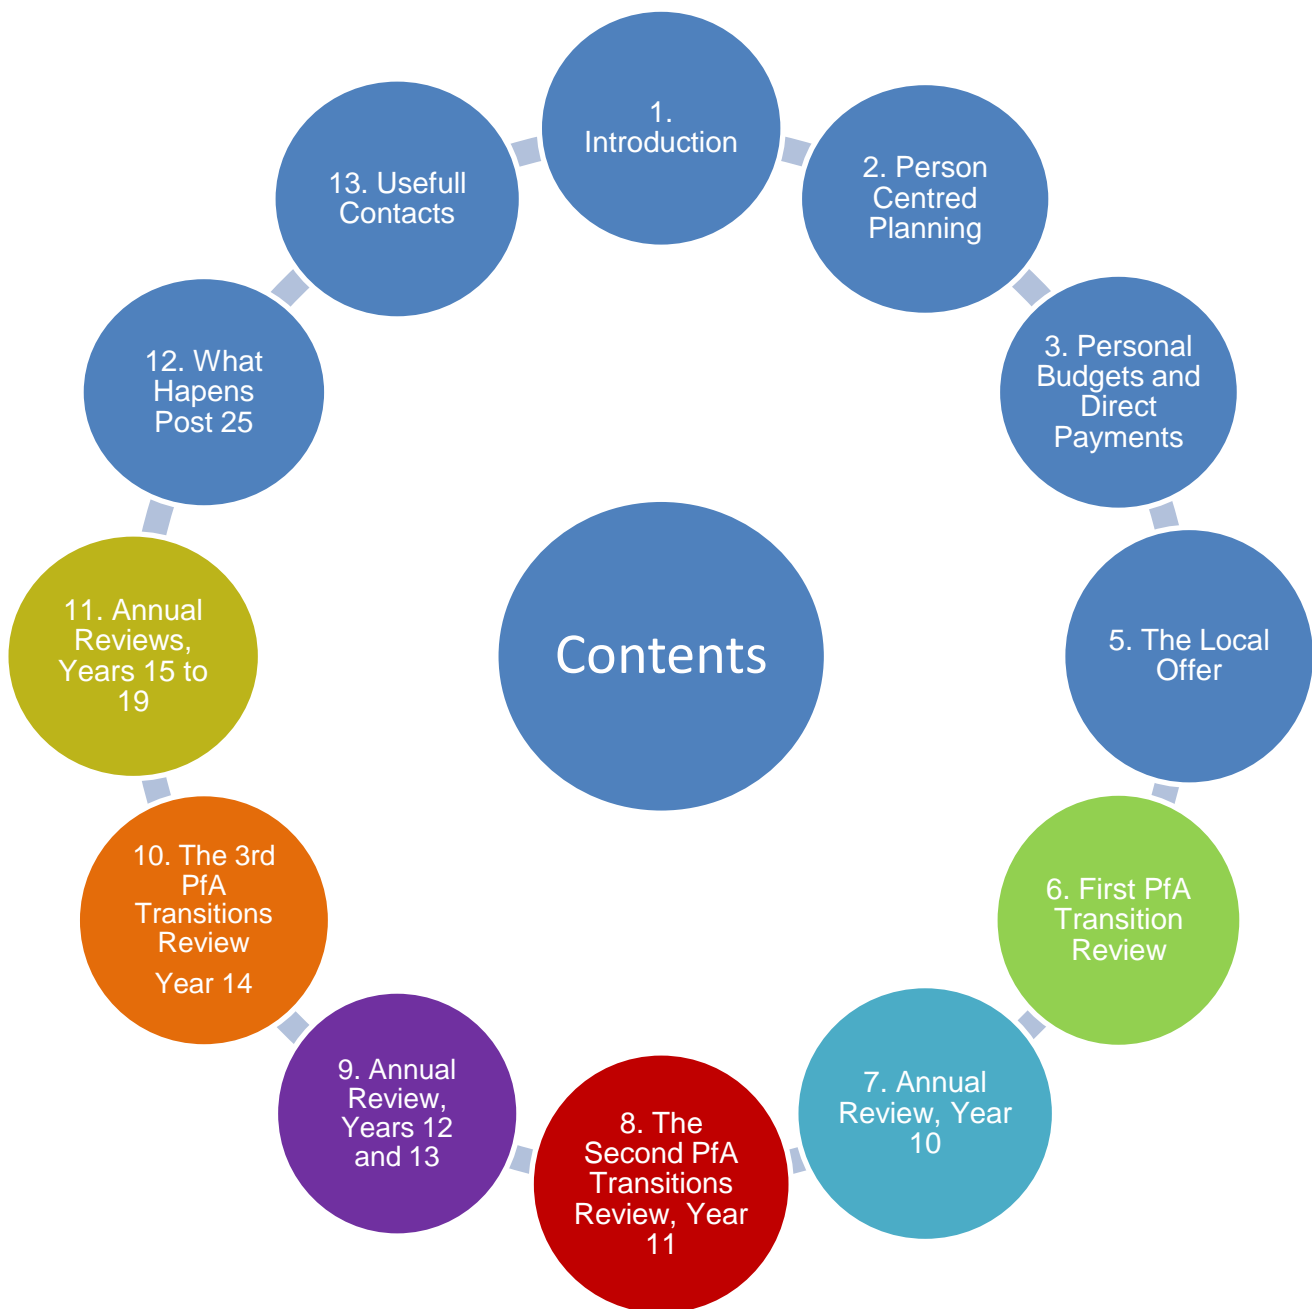 1.
Introduction
2. Person
Centred
Planning
3. Personal
Budgets and
Direct
Payments
5. The Local
Offer
6. First PfA
Transition
Review
7. Annual
Review, Year
10
8. The
Second PfA
Transitions
Review, Year
11
9. Annual
Review,
Years 12
and 13
10. The 3rd
PfA
Transitions
Review
Year 14
11. Annual
Reviews,
Years 15 to
19
12. What
Hapens
Post 25
13. Usefull
Contacts
Contents